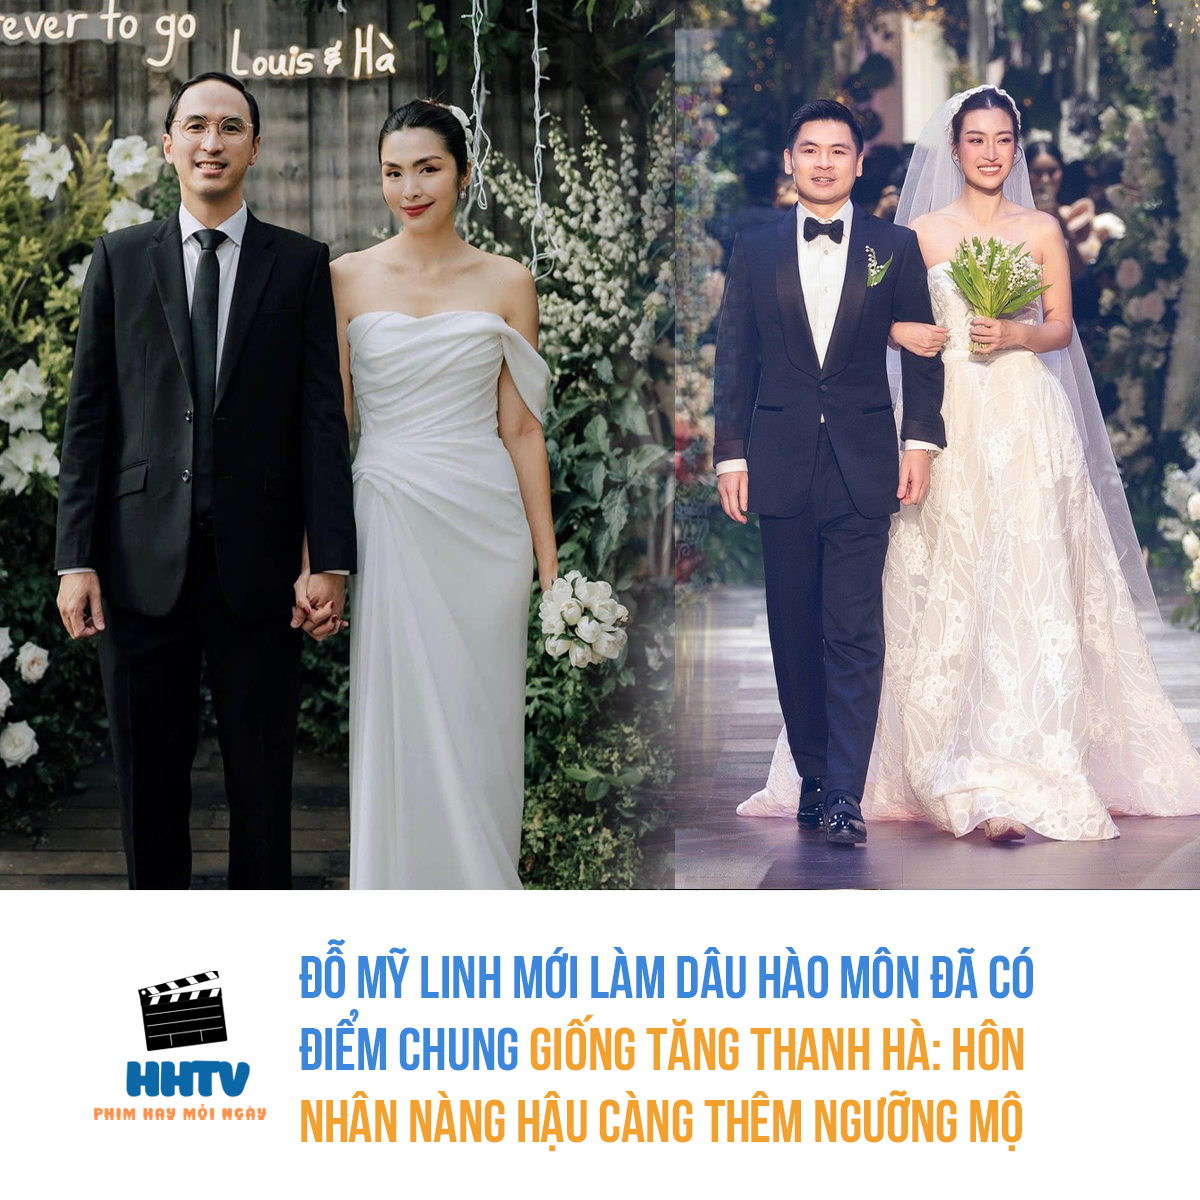 ever to go
Louis & Hà
ĐỖ MỸ LINH MỚI LÀM DÂU HÀO MÔN ĐÃ CÓ
ĐIỂM CHUNG GIỐNG TĂNG THANH HÀ: HÔN
NHÂN NÀNG HẬU CÀNG THÊM NGƯỠNG MỘ
HHTV
PHIM HAY MỖI NGÀY